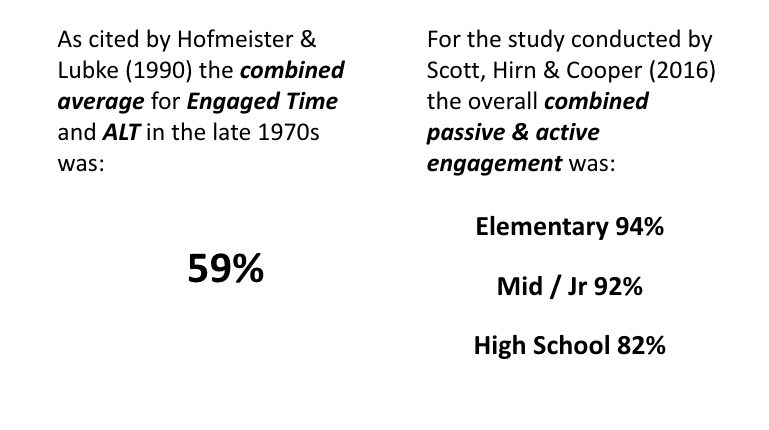 As cited by Hofmeister &
Lubke (1990) the combined
average for Engaged Time
and ALT in the late 1970s
was:
59%
For the study conducted by
Scott, Hirn & Cooper (2016)
the overall combined
passive & active
engagement was:
Elementary 94%
Mid / Jr 92%
High School 82%